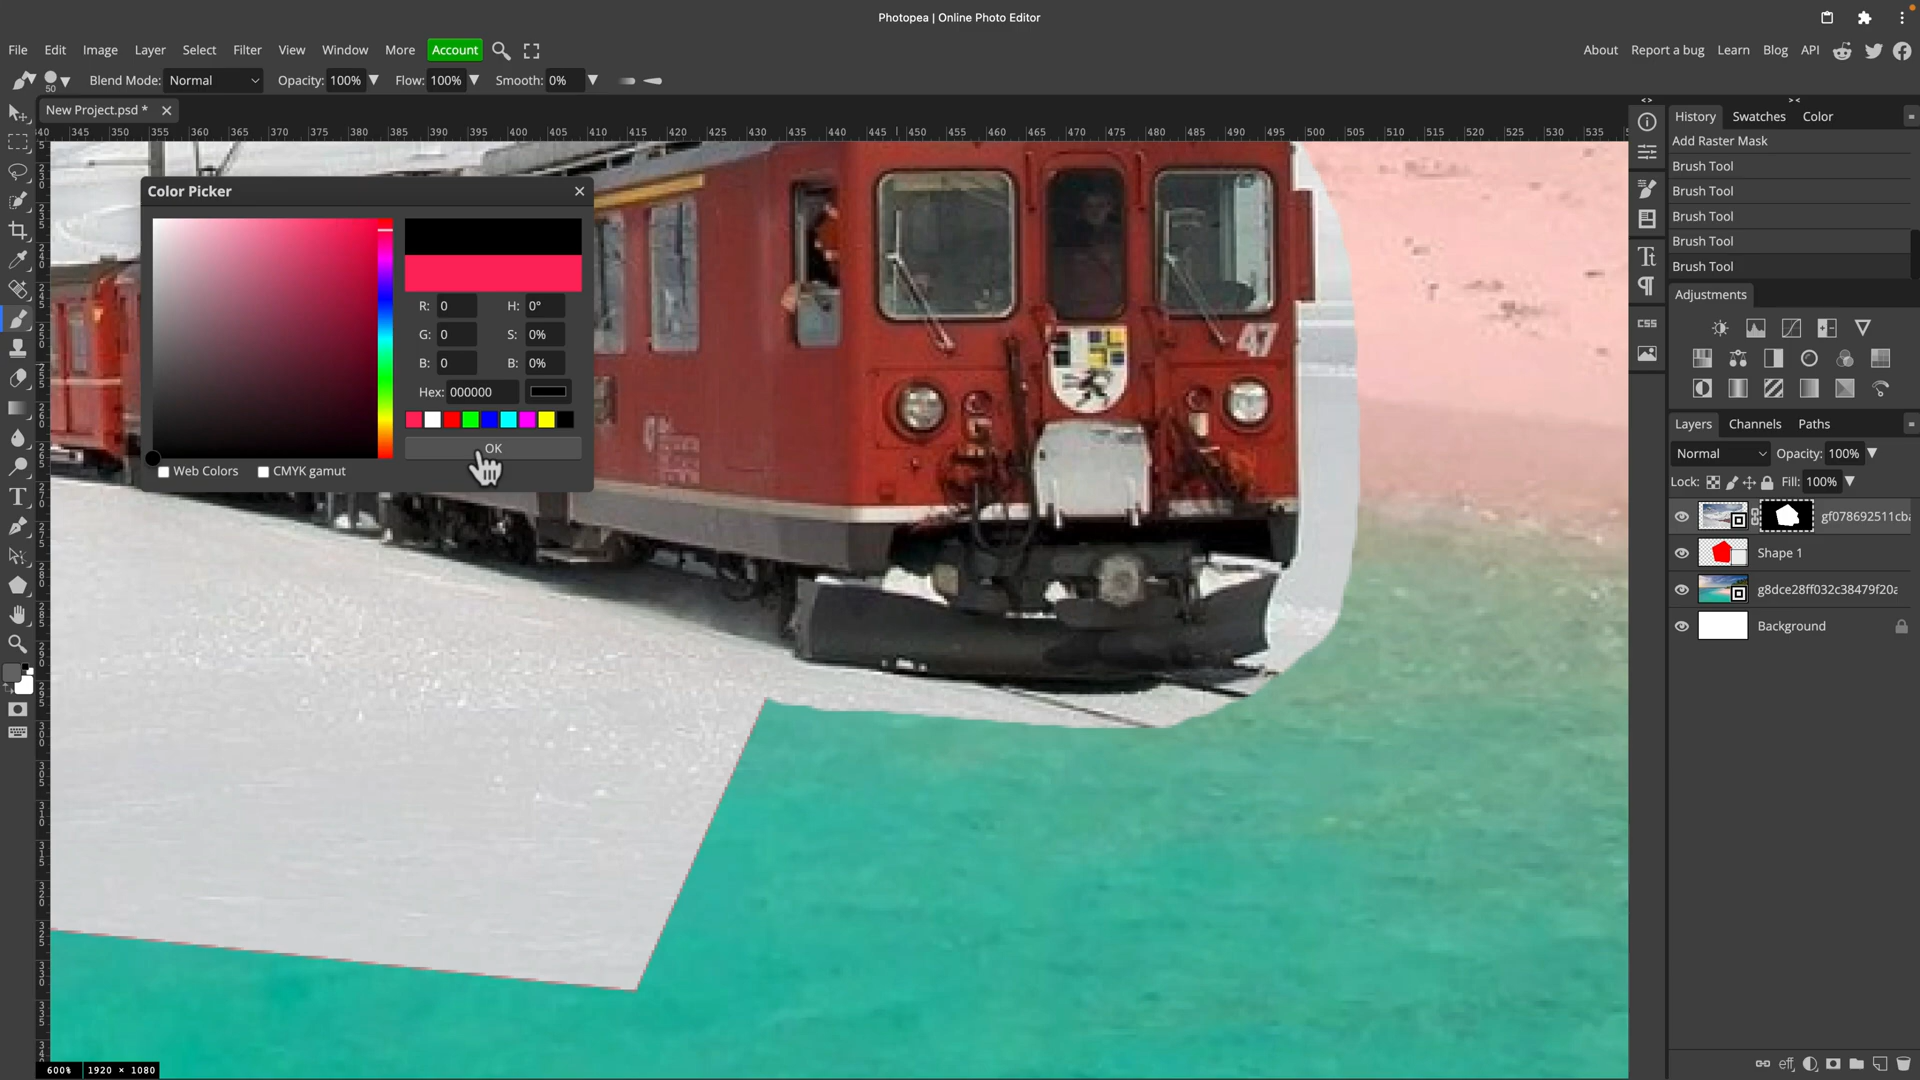 Photopea | Online Photo Editor
File Edit Image Layer Select Filter View Window More Account
About Report a bug Learn Blog API
50 Blend Mode: Normal Opacity: 100% Flow: 100% Smooth: 0%
New Project.psd *
345 350 355 360 365 370 375 380 385 390 395 400 405 410 415 420 425 430 435 440 445 450 455 460 465 470 475 480 485 490 495 500 505 510 515 520 525 530 535
Color Picker
R: 0 H: 0°
G: 0 S: 0%
B: 0 B: 0%
Hex: 000000
OK
Web Colors CMYK gamut
47
History Swatches Color
Add Raster Mask
Brush Tool
Brush Tool
Brush Tool
Brush Tool
Brush Tool
Adjustments
CSS
Layers Channels Paths
Normal Opacity: 100%
Lock: Fill: 100%
gf078692511cba
Shape 1
g8dce28ff032c38479f20a
Background
eff
600% 1920 × 1080